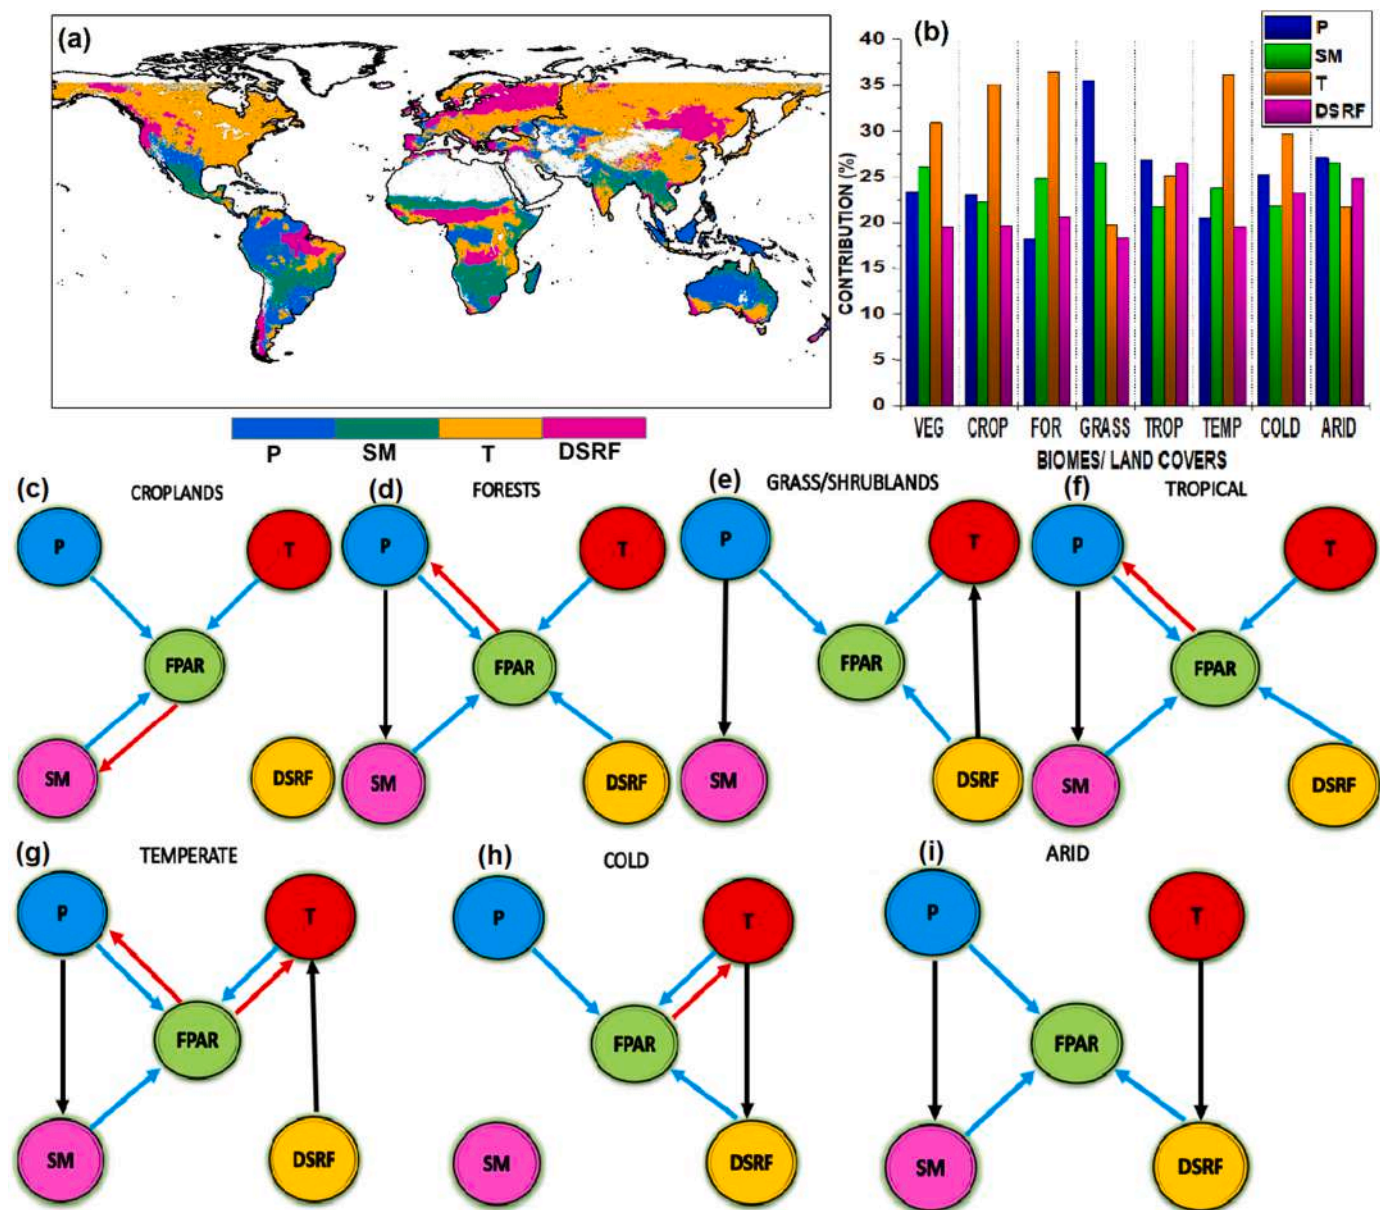 (a)
P SM T DSRF
(b)
P
SM
T
DSRF
CONTRIBUTION (%)
40
35
30
25
20
15
10
5
0
VEG CROP FOR GRASS TROP TEMP COLD ARID
BIOMES/ LAND COVERS
(c) CROPLANDS
P T
FPAR
SM DSRF
(d) FORESTS
P T
FPAR
SM DSRF
(e) GRASS/SHRUBLANDS
P T
FPAR
SM DSRF
(f) TROPICAL
P T
FPAR
SM DSRF
(g) TEMPERATE
P T
FPAR
SM DSRF
(h) COLD
P T
FPAR
SM DSRF
(i) ARID
P T
FPAR
SM DSRF